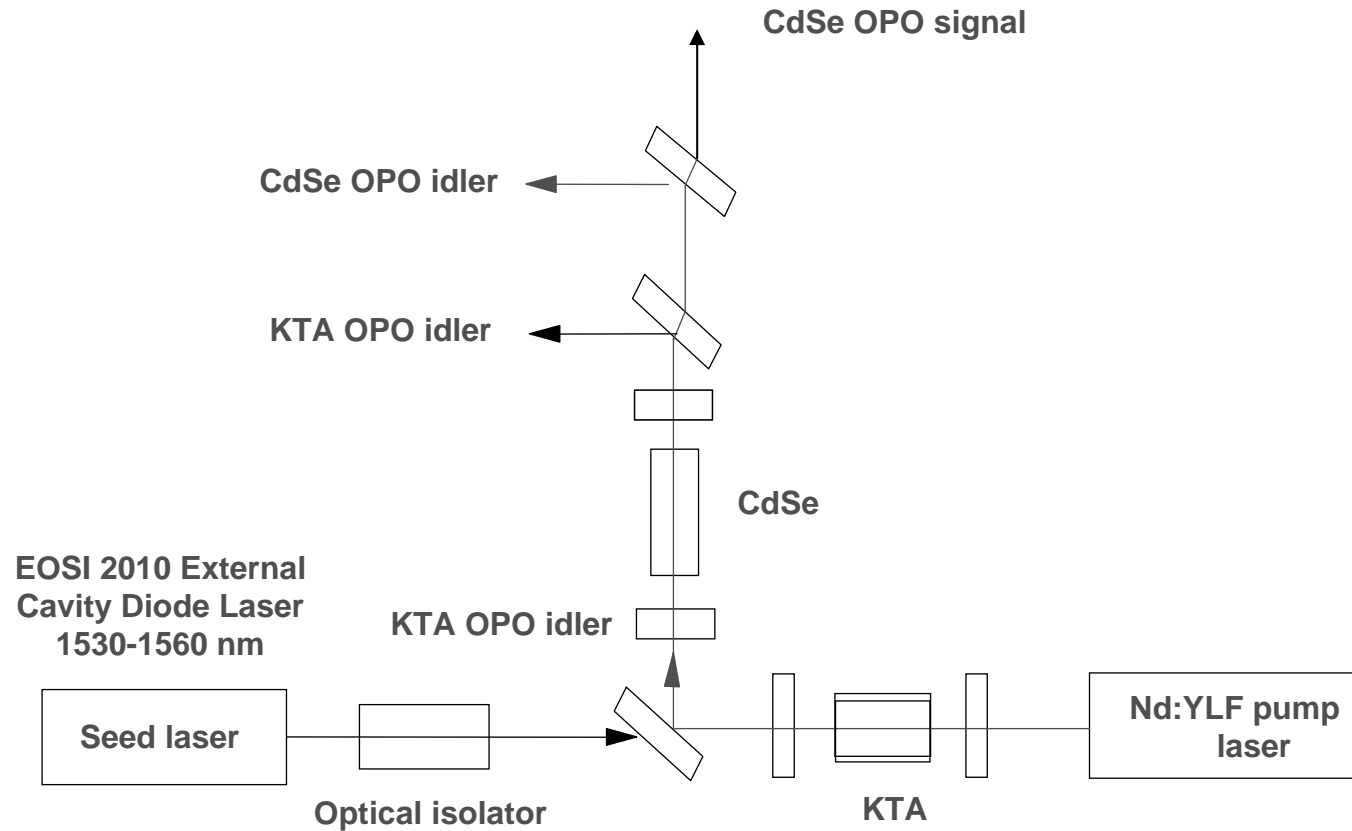 CdSe OPO signal
CdSe OPO idler
KTA OPO idler
CdSe
EOSI 2010 External
Cavity Diode Laser
1530-1560 nm
KTA OPO idler
Seed laser
Nd:YLF pump
laser
Optical isolator
KTA